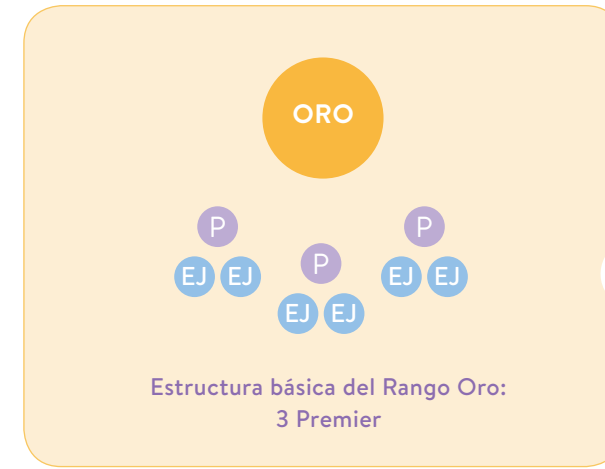 ORO
P P
P
EJ EJ EJ EJ
EJ EJ
Estructura básica del Rango Oro:
3 Premier